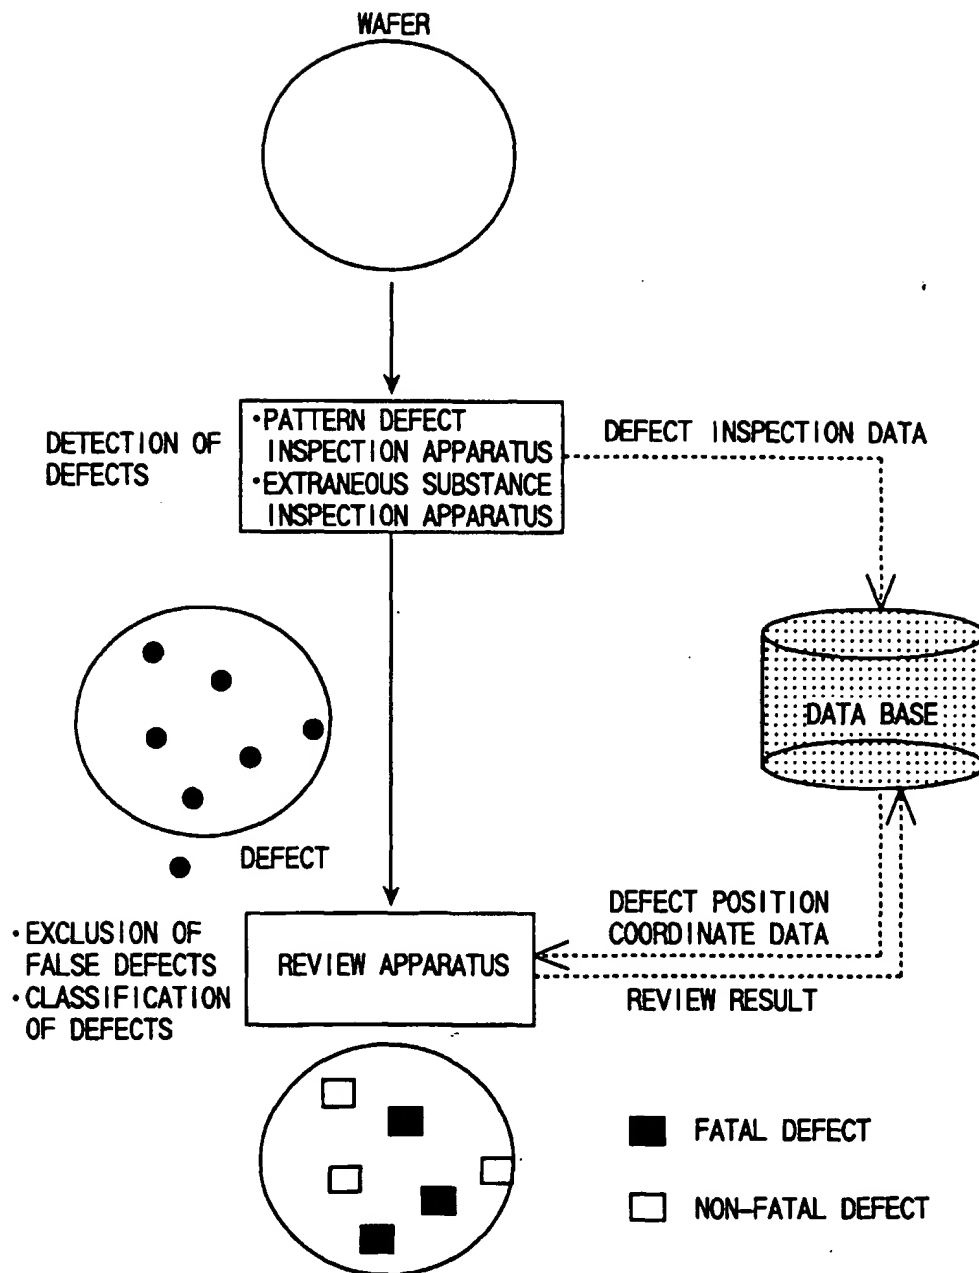 WAFER
DETECTION OF
DEFECTS
·PATTERN DEFECT
INSPECTION APPARATUS
·EXTRANEOUS SUBSTANCE
INSPECTION APPARATUS
DEFECT INSPECTION DATA
DATA BASE
DEFECT
·EXCLUSION OF
FALSE DEFECTS
·CLASSIFICATION
OF DEFECTS
REVIEW APPARATUS
DEFECT POSITION
COORDINATE DATA
REVIEW RESULT
FATAL DEFECT
NON-FATAL DEFECT